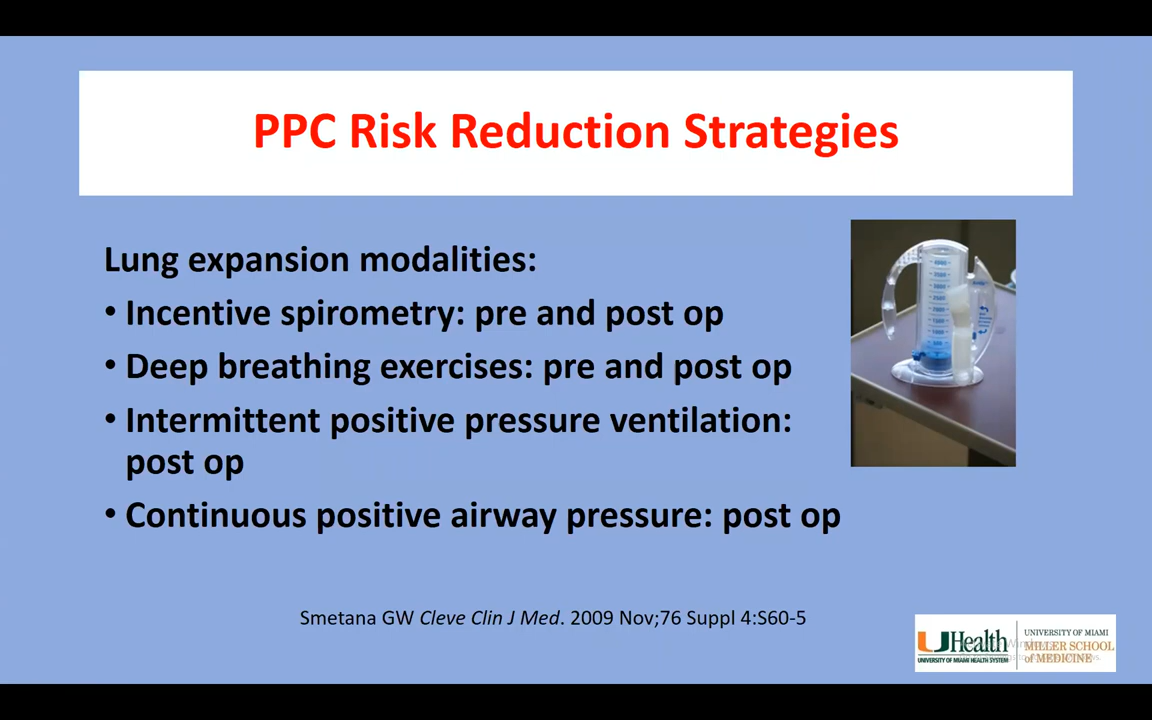 PPC Risk Reduction Strategies
Lung expansion modalities:
• Incentive spirometry: pre and post op
• Deep breathing exercises: pre and post op
• Intermittent positive pressure ventilation:
post op
• Continuous positive airway pressure: post op
Smetana GW Cleve Clin J Med. 2009 Nov;76 Suppl 4:S60-5
UHealth
UNIVERSITY OF MIAMI HEALTH SYSTEM
UNIVERSITY OF MIAMI
MILLER SCHOOL
of MEDICINE